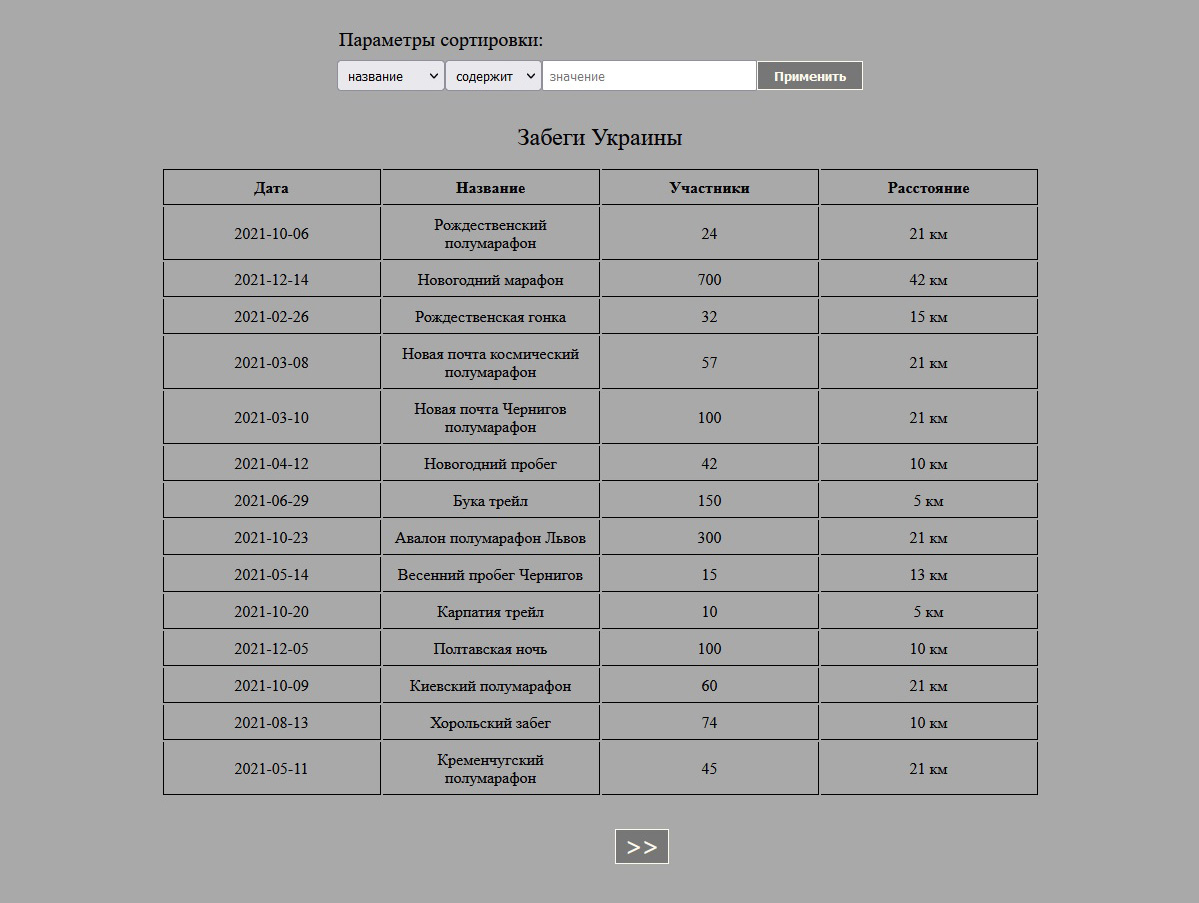 Параметры сортировки:
название содержит значение Применить
Забеги Украины
Дата Название Участники Расстояние
2021-10-06 Рождественский полумарафон 24 21 км
2021-12-14 Новогодний марафон 700 42 км
2021-02-26 Рождественская гонка 32 15 км
2021-03-08 Новая почта космический полумарафон 57 21 км
2021-03-10 Новая почта Чернигов полумарафон 100 21 км
2021-04-12 Новогодний пробег 42 10 км
2021-06-29 Бука трейл 150 5 км
2021-10-23 Авалон полумарафон Львов 300 21 км
2021-05-14 Весенний пробег Чернигов 15 13 км
2021-10-20 Карпатия трейл 10 5 км
2021-12-05 Полтавская ночь 100 10 км
2021-10-09 Киевский полумарафон 60 21 км
2021-08-13 Хорольский забег 74 10 км
2021-05-11 Кременчугский полумарафон 45 21 км
>>